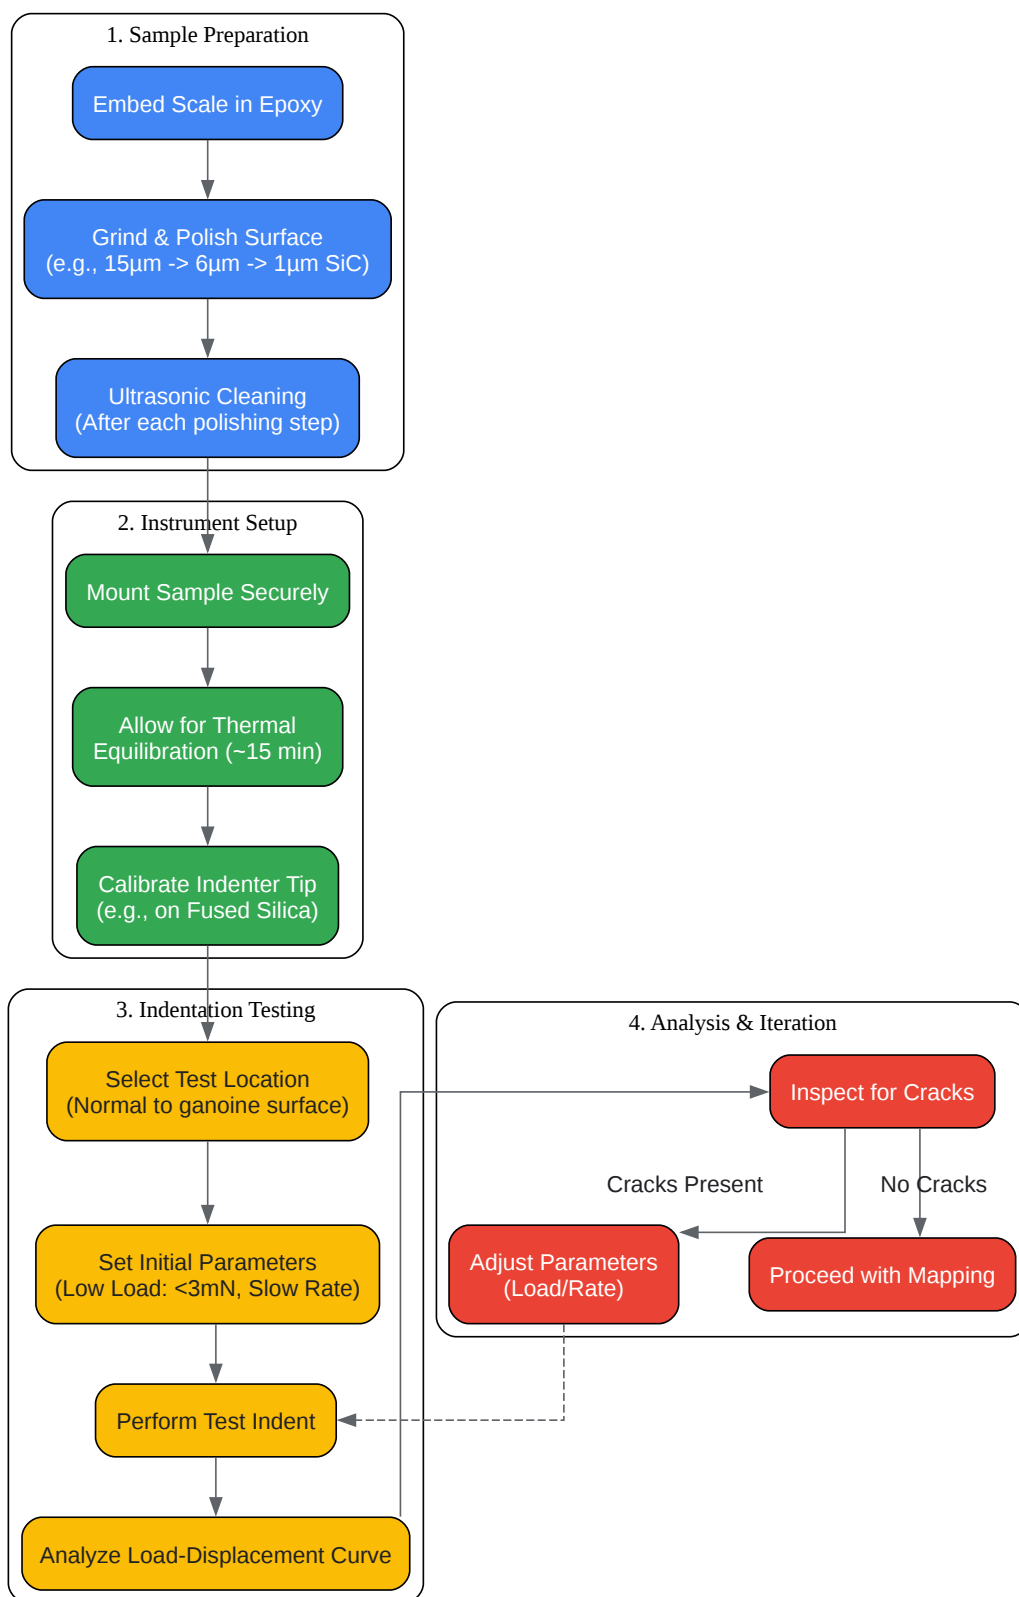 1. Sample Preparation
Embed Scale in Epoxy
Grind & Polish Surface
(e.g., 15µm -> 6µm -> 1µm SiC)
Ultrasonic Cleaning
(After each polishing step)
2. Instrument Setup
Mount Sample Securely
Allow for Thermal
Equilibration (~15 min)
Calibrate Indenter Tip
(e.g., on Fused Silica)
3. Indentation Testing
Select Test Location
(Normal to ganoine surface)
Set Initial Parameters
(Low Load: <3mN, Slow Rate)
Perform Test Indent
Analyze Load-Displacement Curve
4. Analysis & Iteration
Inspect for Cracks
Cracks Present
No Cracks
Adjust Parameters
(Load/Rate)
Proceed with Mapping